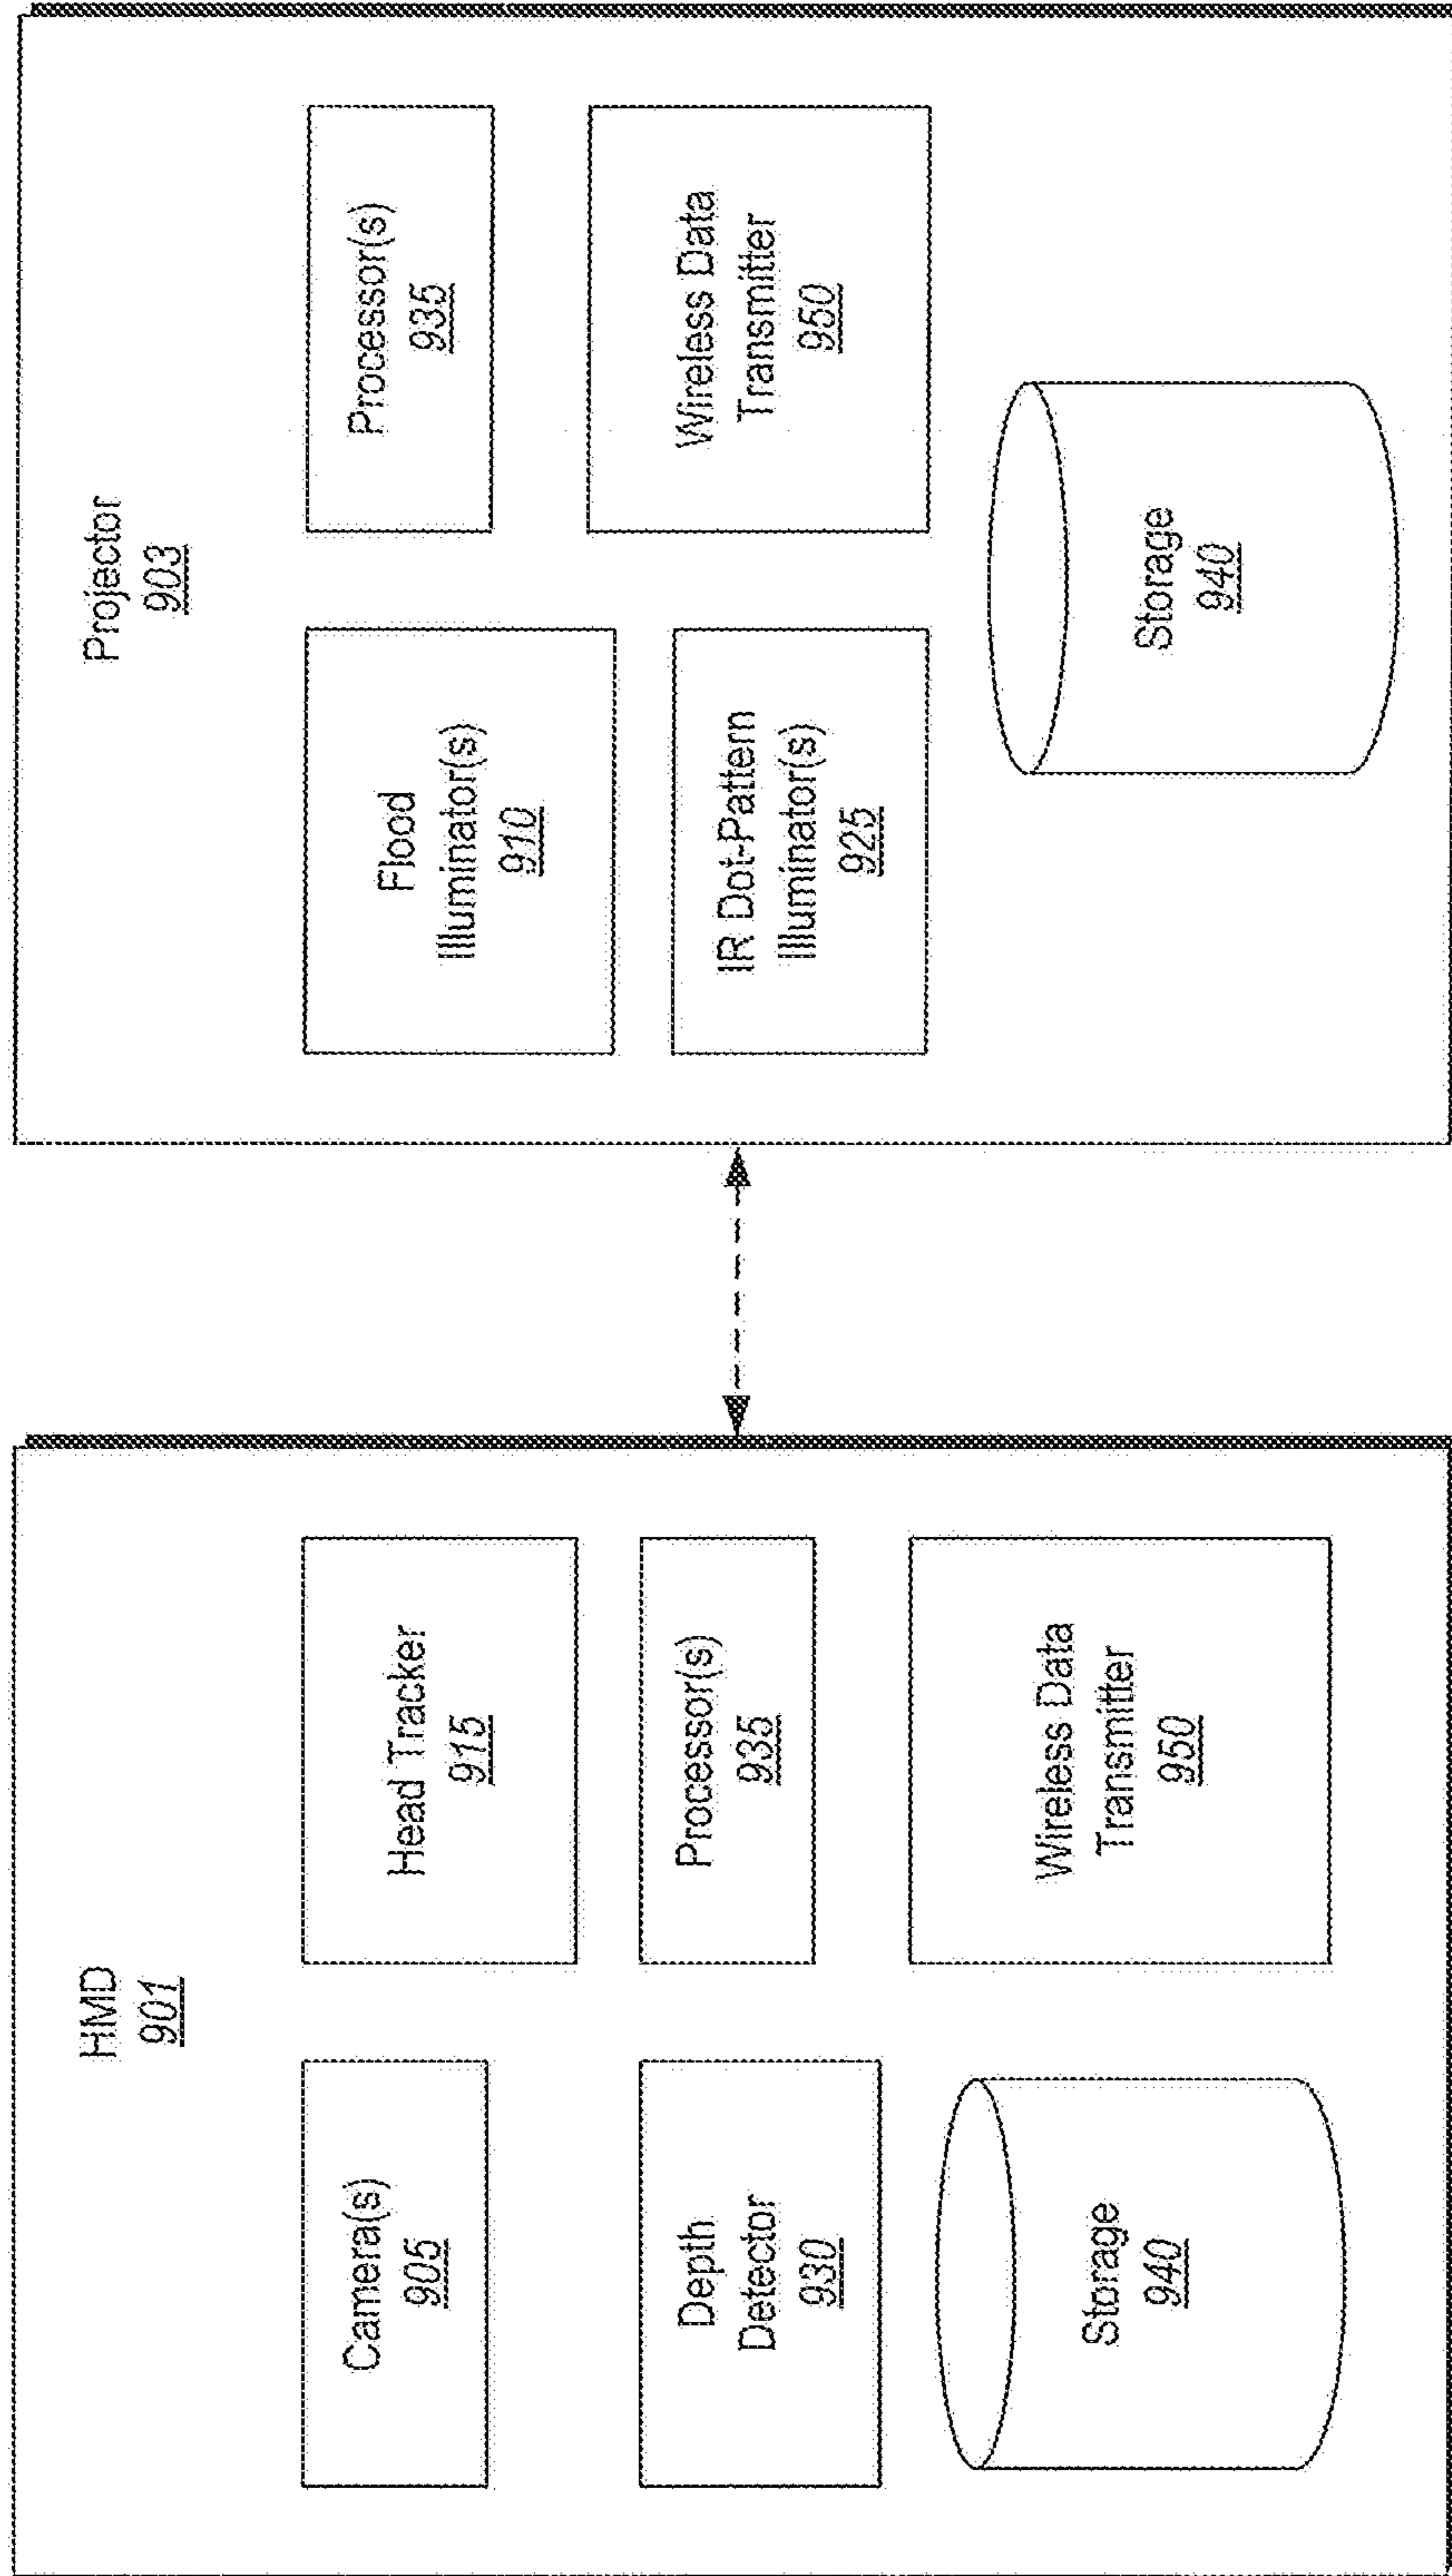 HMD
901
Camera(s)
905
Head Tracker
915
Depth
Detector
930
Processor(s)
935
Storage
940
Wireless Data
Transmitter
950
Projector
903
Flood
Illuminator(s)
910
Processor(s)
935
IR Dot-Pattern
Illuminator(s)
925
Wireless Data
Transmitter
950
Storage
940